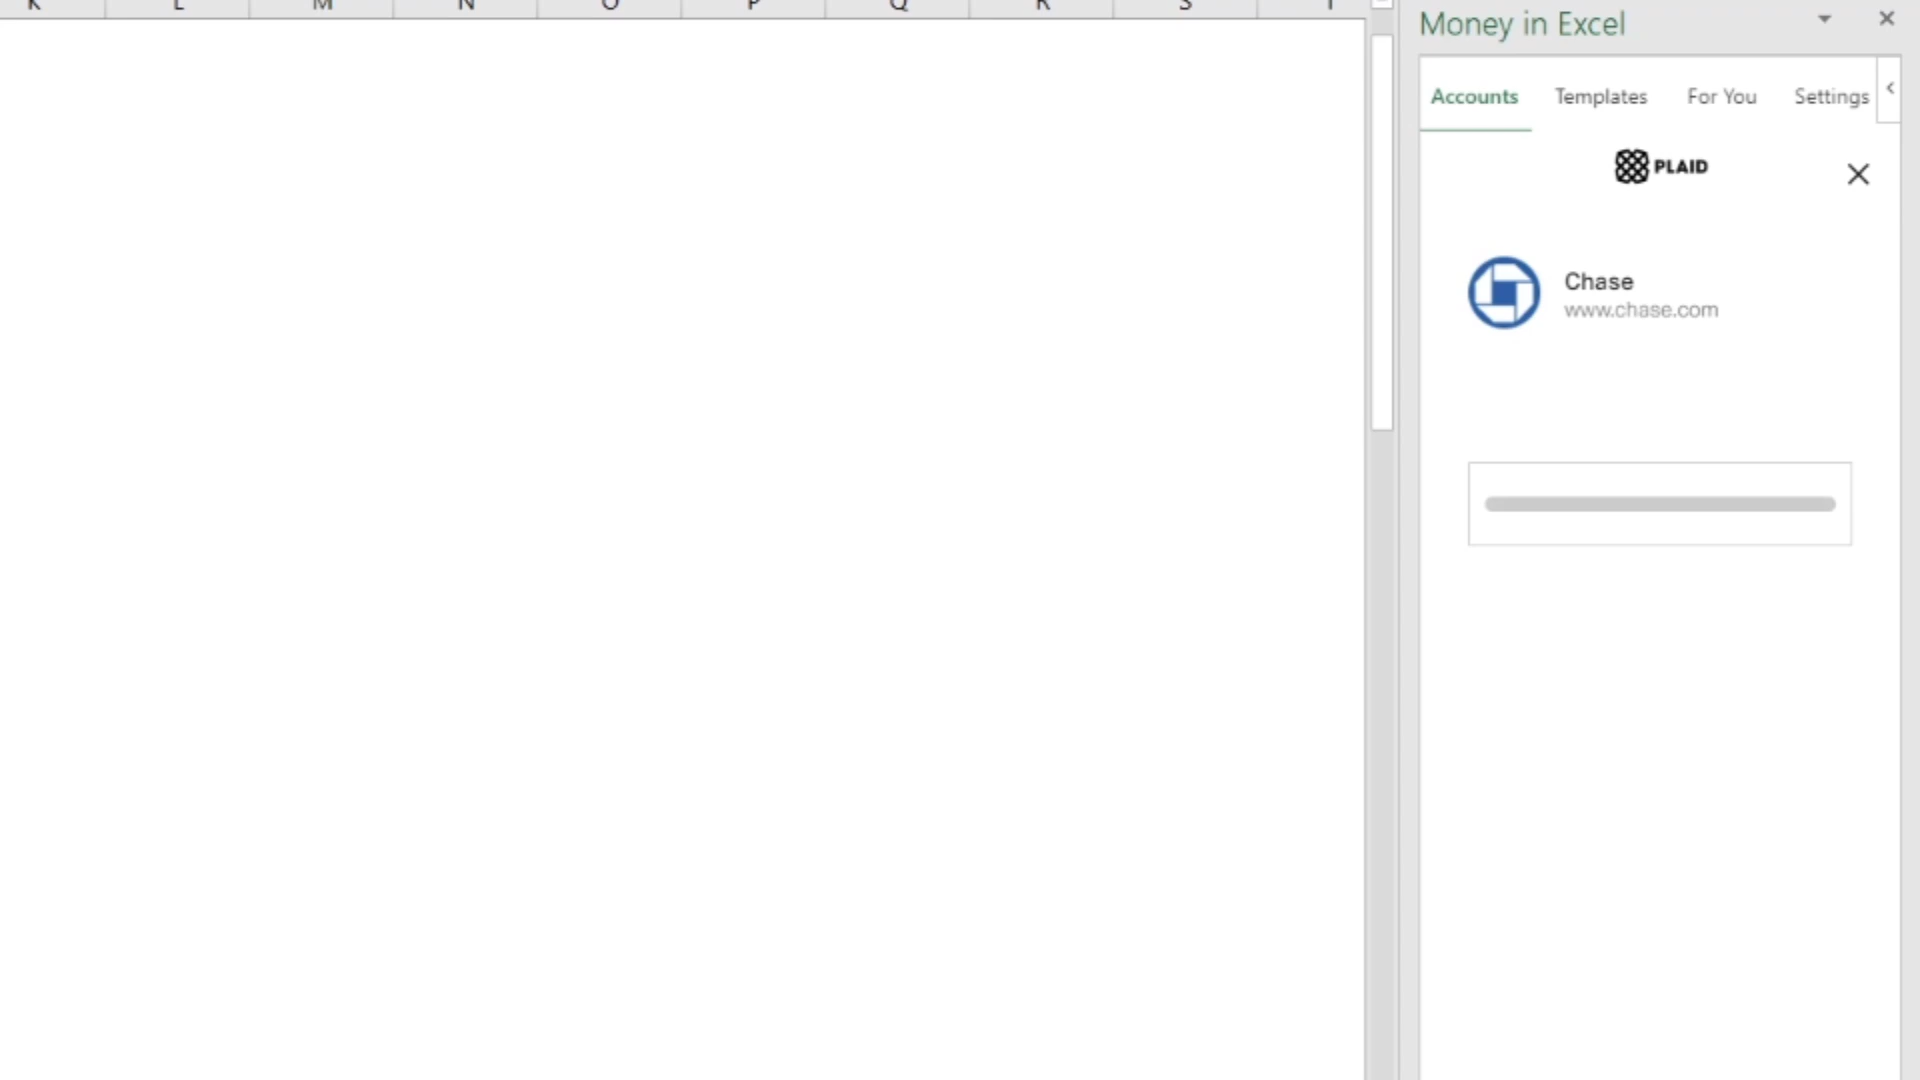 K L M N O P Q R S T
Money in Excel
Accounts Templates For You Settings
PLAID
Chase
www.chase.com